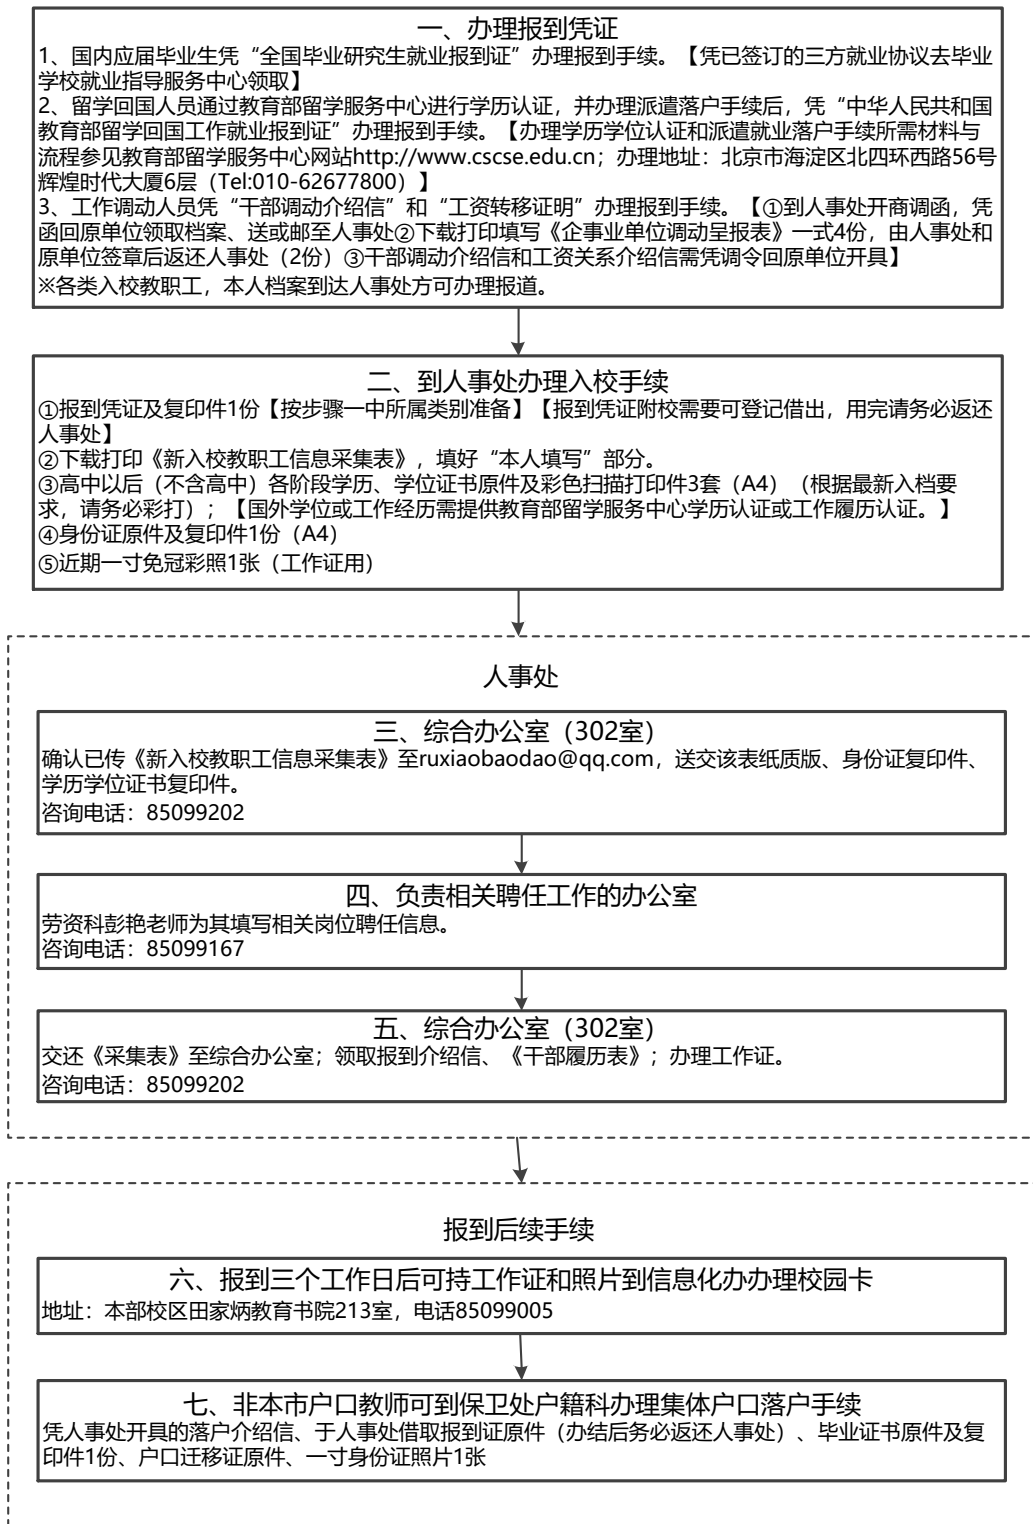 一、办理报到凭证
1、国内应届毕业生凭“全国毕业研究生就业报到证”办理报到手续。【凭已签订的三方就业协议去毕业
学校就业指导服务中心领取】
2、留学回国人员通过教育部留学服务中心进行学历认证，并办理派遣落户手续后，凭“中华人民共和国
教育部留学回国工作就业报到证”办理报到手续。【办理学历学位认证和派遣就业落户手续所需材料与
流程参见教育部留学服务中心网站http://www.cscse.edu.cn；办理地址：北京市海淀区北四环西路56号
辉煌时代大厦6层（Tel:010-62677800）】
3、工作调动人员凭“干部调动介绍信”和“工资转移证明”办理报到手续。【①到人事处开商调函，凭
函回原单位领取档案、送或邮至人事处②下载打印填写《企事业单位调动呈报表》一式4份，由人事处和
原单位签章后返还人事处（2份）③干部调动介绍信和工资关系介绍信需凭调令回原单位开具】
※各类入校教职工，本人档案到达人事处方可办理报道。
二、到人事处办理入校手续
①报到凭证及复印件1份【按步骤一中所属类别准备】【报到凭证附校需要可登记借出，用完请务必返还
人事处】
②下载打印《新入校教职工信息采集表》，填好“本人填写”部分。
③高中以后（不含高中）各阶段学历、学位证书原件及彩色扫描打印件3套（A4）（根据最新入档要
求，请务必彩打）；【国外学位或工作经历需提供教育部留学服务中心学历认证或工作履历认证。】
④身份证原件及复印件1份（A4）
⑤近期一寸免冠彩照1张（工作证用）
人事处
三、综合办公室（302室）
确认已传《新入校教职工信息采集表》至ruxiaobaodao@qq.com，送交该表纸质版、身份证复印件、
学历学位证书复印件。
咨询电话：85099202
四、负责相关聘任工作的办公室
劳资科彭艳老师为其填写相关岗位聘任信息。
咨询电话：85099167
五、综合办公室（302室）
交还《采集表》至综合办公室；领取报到介绍信、《干部履历表》；办理工作证。
咨询电话：85099202
报到后续手续
六、报到三个工作日后可持工作证和照片到信息化办办理校园卡
地址：本部校区田家炳教育书院213室，电话85099005
七、非本市户口教师可到保卫处户籍科办理集体户口落户手续
凭人事处开具的落户介绍信、于人事处借取报到证原件（办结后务必返还人事处）、毕业证书原件及复
印件1份、户口迁移证原件、一寸身份证照片1张